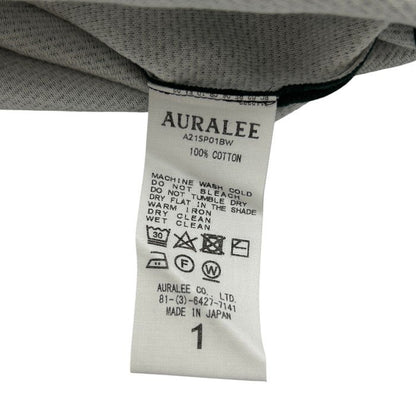 AURALEE
A21SP01BW
100% COTTON
MACHINE WASH COLD
DO NOT BLEACH
DO NOT TUMBLE DRY
DRY FLAT IN THE SHADE
WARM IRON
DRY CLEAN
WET CLEAN
30
F
W
AURALEE CO., LTD.
81-(3)-6427-7141
MADE IN JAPAN
1